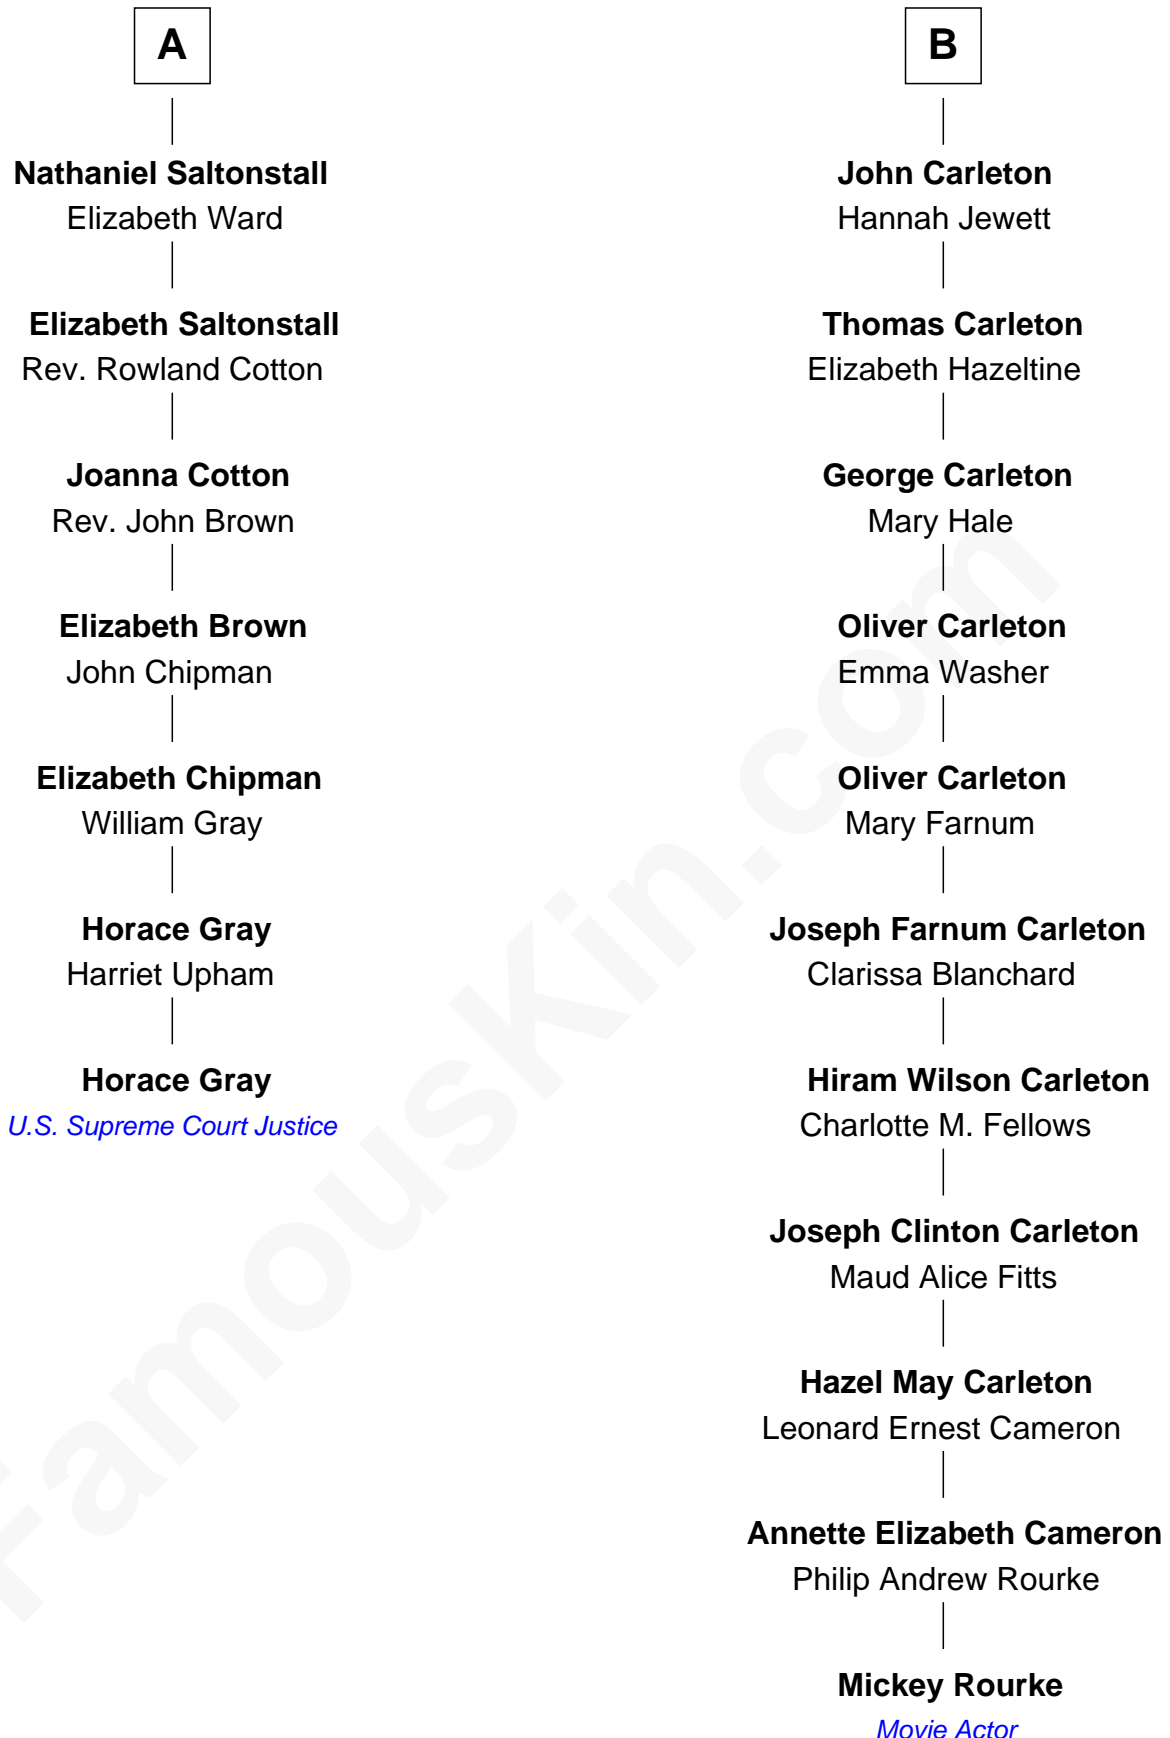 A
Nathaniel Saltonstall
Elizabeth Ward
Elizabeth Saltonstall
Rev. Rowland Cotton
Joanna Cotton
Rev. John Brown
Elizabeth Brown
John Chipman
Elizabeth Chipman
William Gray
Horace Gray
Harriet Upham
Horace Gray
U.S. Supreme Court Justice
B
John Carleton
Hannah Jewett
Thomas Carleton
Elizabeth Hazeltine
George Carleton
Mary Hale
Oliver Carleton
Emma Washer
Oliver Carleton
Mary Farnum
Joseph Farnum Carleton
Clarissa Blanchard
Hiram Wilson Carleton
Charlotte M. Fellows
Joseph Clinton Carleton
Maud Alice Fitts
Hazel May Carleton
Leonard Ernest Cameron
Annette Elizabeth Cameron
Philip Andrew Rourke
Mickey Rourke
Movie Actor
FamousKin.com